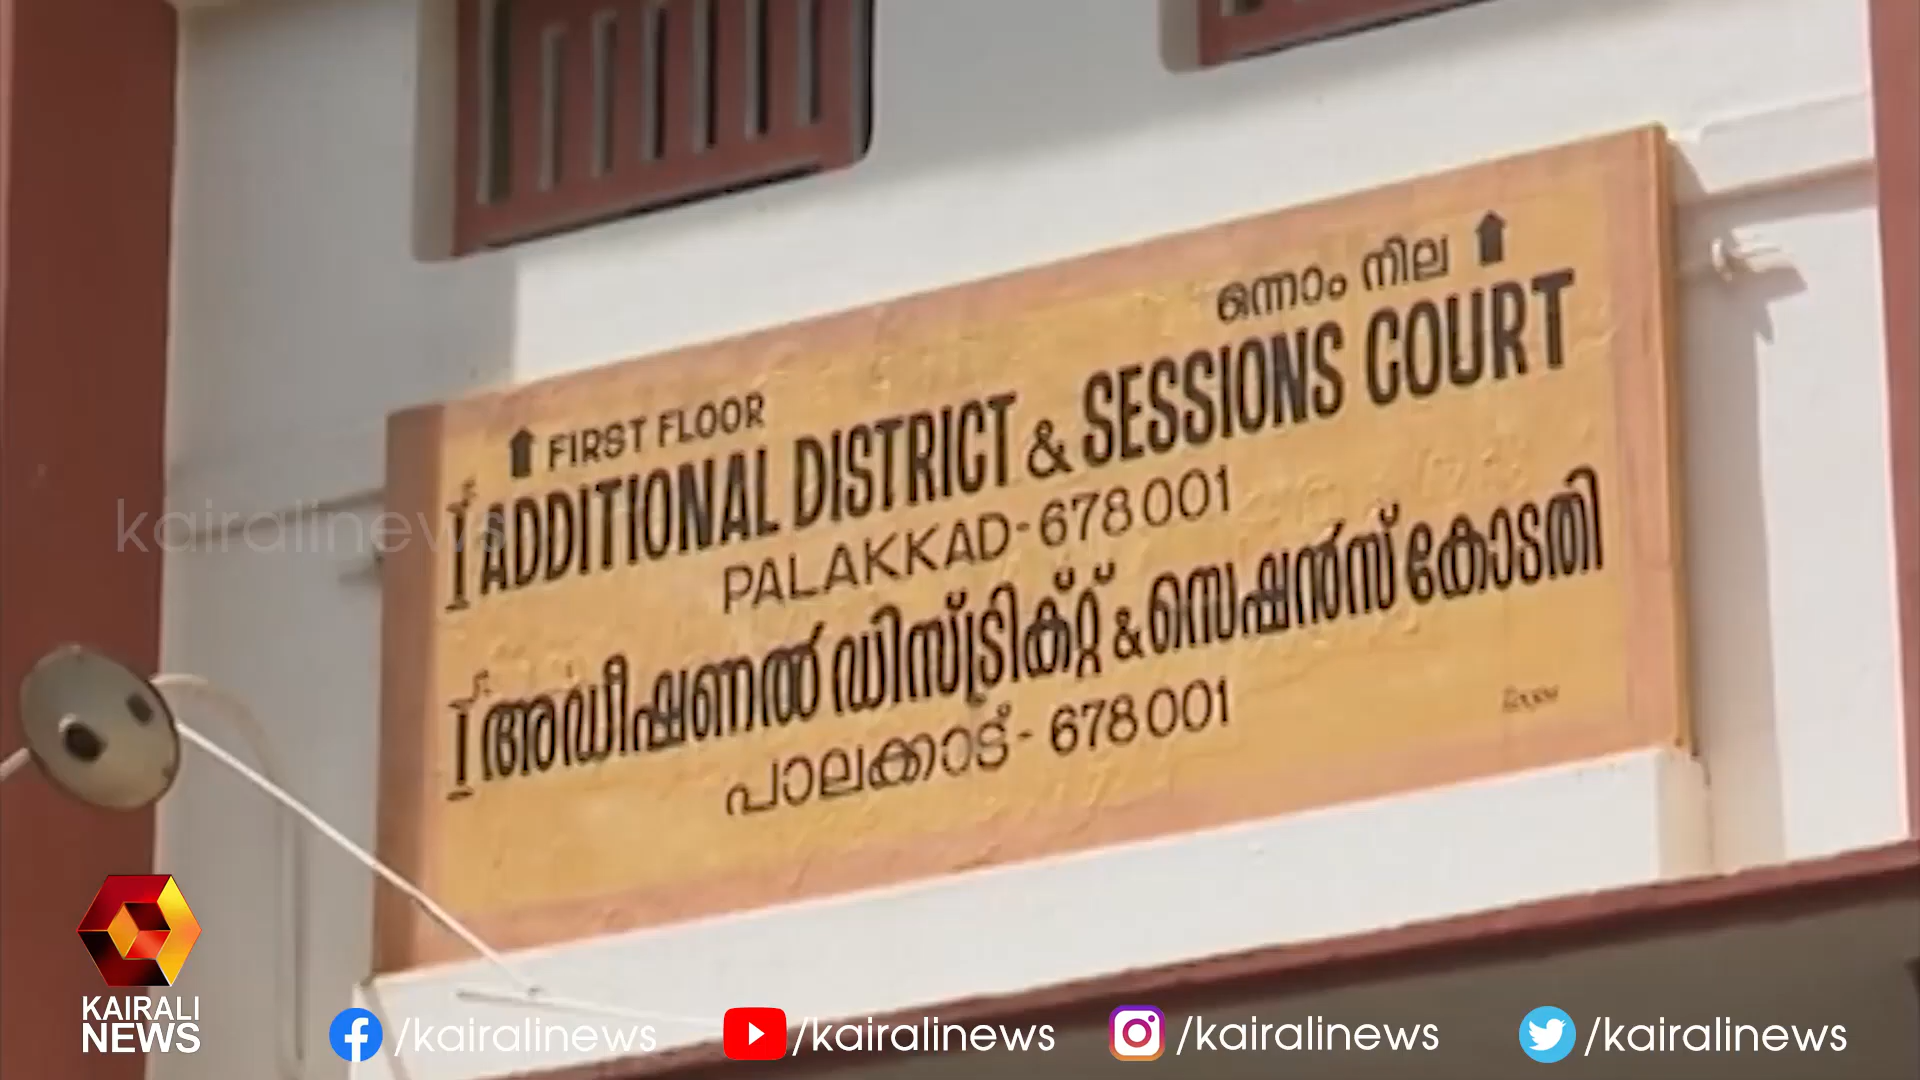 ഒന്നാം നില
FIRST FLOOR
I ADDITIONAL DISTRICT & SESSIONS COURT
PALAKKAD-678001
I അഡീഷണൽ ഡിസ്ട്രിക്റ്റ് & സെഷൻസ് കോടതി
പാലക്കാട്- 678001
kairalinews
KAIRALI
NEWS
/kairalinews
/kairalinews
/kairalinews
/kairalinews